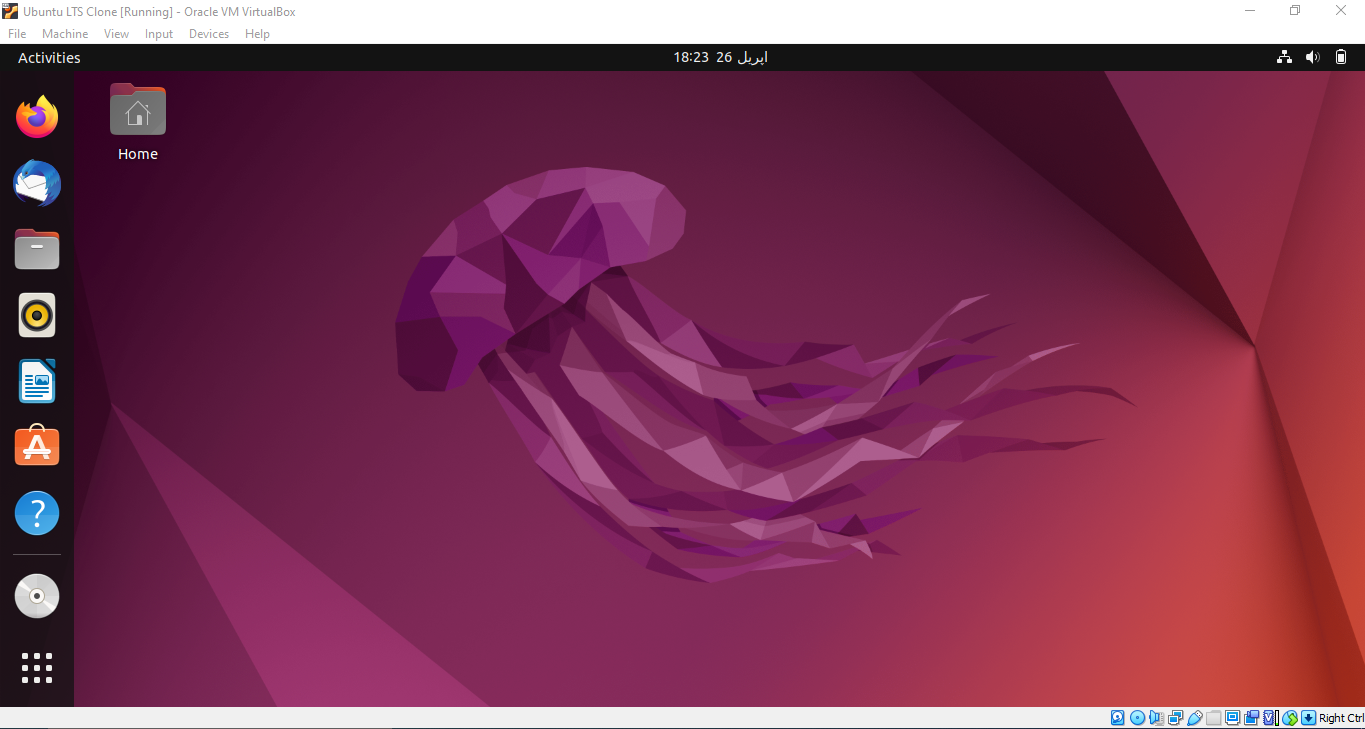 Ubuntu LTS Clone [Running] - Oracle VM VirtualBox
File Machine View Input Devices Help
Activities
18:23 26 اپریل
Home
Right Ctrl